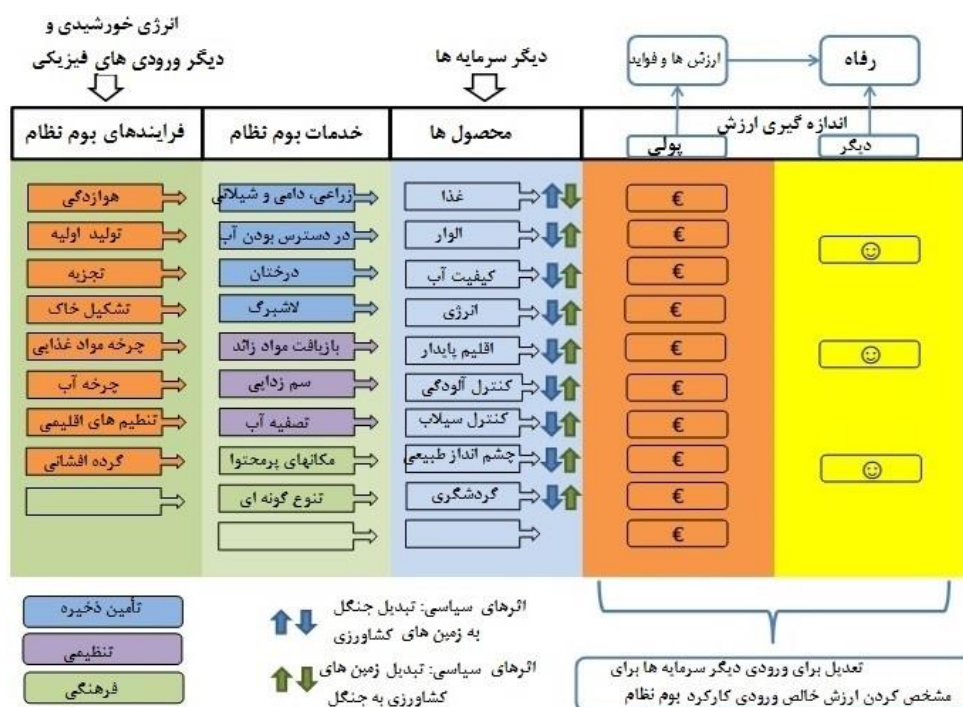 انرژی خورشیدی و
دیگر ورودی های فیزیکی
دیگر سرمایه ها
ارزش ها و فواید
رفاه
فرایندهای بوم نظام
خدمات بوم نظام
محصول ها
اندازه گیری ارزش
پولی
دیگر
هوازدگی
تولید اولیه
تجزیه
تشکیل خاک
چرخه مواد غذایی
چرخه آب
تنظیم های اقلیمی
گرده افشانی
زراعی، دامی و شیلاتی
در دسترس بودن آب
درختان
لاشبرگ
بازیافت مواد زائد
سم زدایی
تصفیه آب
مکانهای پرمحتوا
تنوع گونه ای
غذا
الوار
کیفیت آب
انرژی
اقلیم پایدار
کنترل آلودگی
کنترل سیلاب
چشم انداز طبیعی
گردشگری
€
€
€
€
€
€
€
€
€
€
تأمین ذخیره
تنظیمی
فرهنگی
اثرهای سیاسی: تبدیل جنگل
به زمین های کشاورزی
اثرهای سیاسی: تبدیل زمین های
کشاورزی به جنگل
تعدیل برای ورودی دیگر سرمایه ها برای
مشخص کردن ارزش خالص ورودی کارکرد بوم نظام